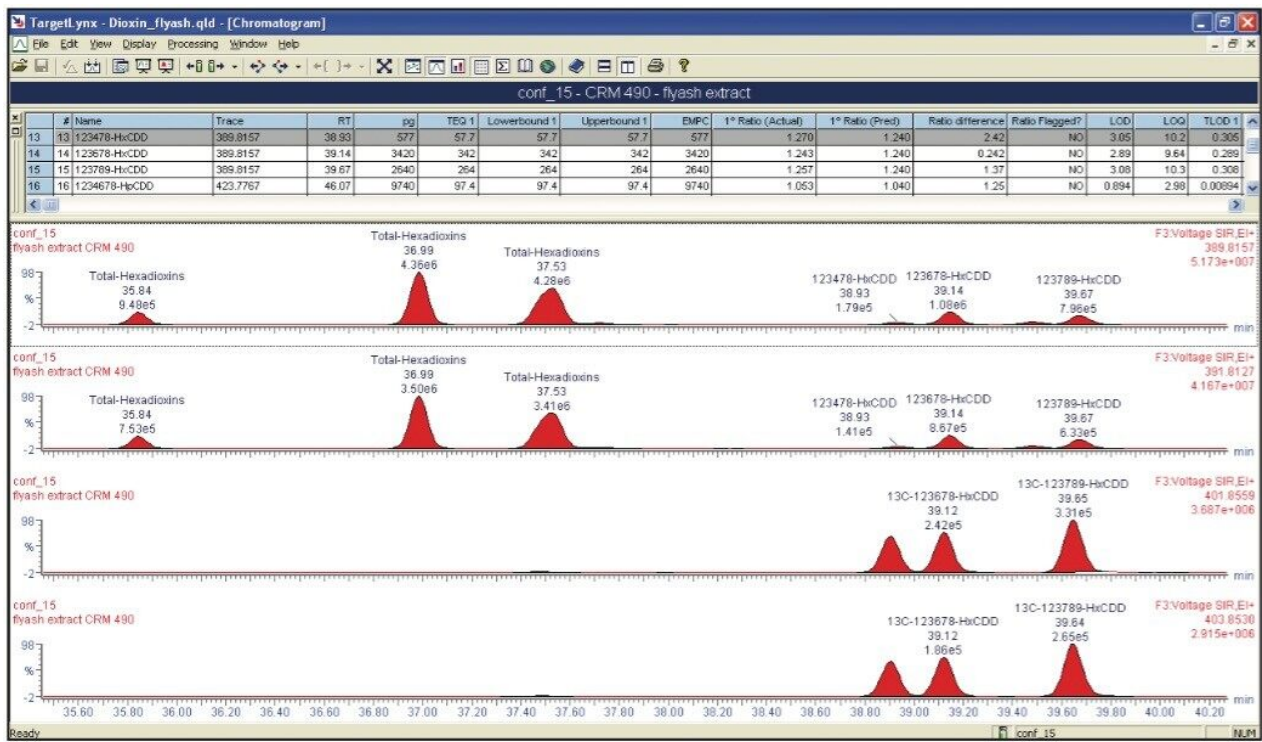 TargetLynx - Dioxin_flyash.qld - [Chromatogram]
File Edit View Display Processing Window Help
conf_15 - CRM 490 - flyash extract
# Name Trace RT pg TEQ 1 Lowerbound 1 Upperbound 1 EMPC 1° Ratio (Actual) 1° Ratio (Pred) Ratio difference Ratio Flagged? LOD LOQ TLOD 1
13 13 123478-HxCDD 389.8157 38.93 577 57.7 57.7 57.7 577 1.270 1.240 2.42 NO 3.05 10.2 0.305
14 14 123678-HxCDD 389.8157 39.14 3420 342 342 342 3420 1.243 1.240 0.242 NO 2.89 9.64 0.289
15 15 123789-HxCDD 389.8157 39.67 2640 264 264 264 2640 1.257 1.240 1.37 NO 3.08 10.3 0.308
16 16 1234678-HpCDD 423.7767 46.07 9740 97.4 97.4 97.4 9740 1.053 1.040 1.25 NO 0.894 2.98 0.00894
conf_15
flyash extract CRM 490
F3:Voltage SIR,EI+
389.8157
5.173e+007
98
%
-2
Total-Hexadioxins
35.84
9.48e5
Total-Hexadioxins
36.99
4.36e6
Total-Hexadioxins
37.53
4.28e6
123478-HxCDD
38.93
1.79e5
123678-HxCDD
39.14
1.08e6
123789-HxCDD
39.67
7.96e5
min
conf_15
flyash extract CRM 490
F3:Voltage SIR,EI+
391.8127
4.167e+007
98
%
-2
Total-Hexadioxins
35.84
7.53e5
Total-Hexadioxins
36.99
3.50e6
Total-Hexadioxins
37.53
3.41e6
123478-HxCDD
38.93
1.41e5
123678-HxCDD
39.14
8.67e5
123789-HxCDD
39.67
6.33e5
min
conf_15
flyash extract CRM 490
F3:Voltage SIR,EI+
401.8559
3.687e+006
98
%
-2
13C-123678-HxCDD
39.12
2.42e5
13C-123789-HxCDD
39.65
3.31e5
min
conf_15
flyash extract CRM 490
F3:Voltage SIR,EI+
403.8530
2.915e+006
98
%
-2
13C-123678-HxCDD
39.12
1.86e5
13C-123789-HxCDD
39.64
2.65e5
min
35.60 35.80 36.00 36.20 36.40 36.60 36.80 37.00 37.20 37.40 37.60 37.80 38.00 38.20 38.40 38.60 38.80 39.00 39.20 39.40 39.60 39.80 40.00 40.20
Ready conf_15 NUM